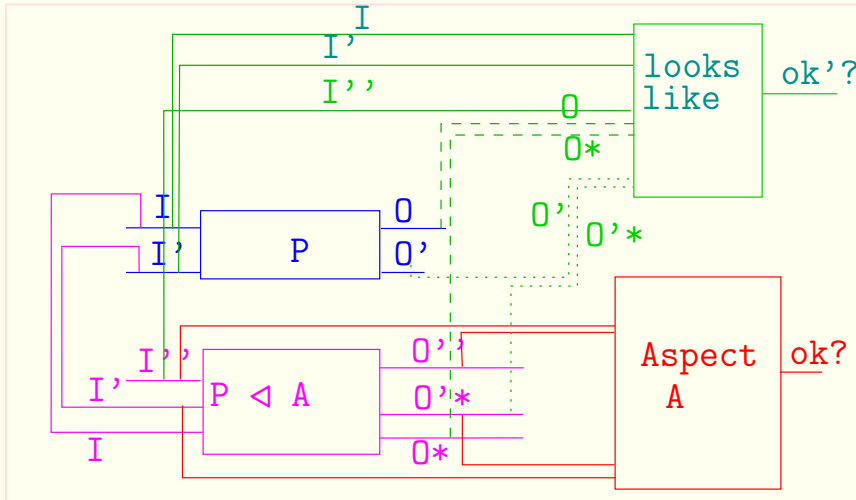 I
I'
I''
looks
like
ok'?
O
O*
I
O
O'
O'*
I'
P
O'
I''
O''
Aspect
A
ok?
I'
P ◁ A
O'*
I
O*